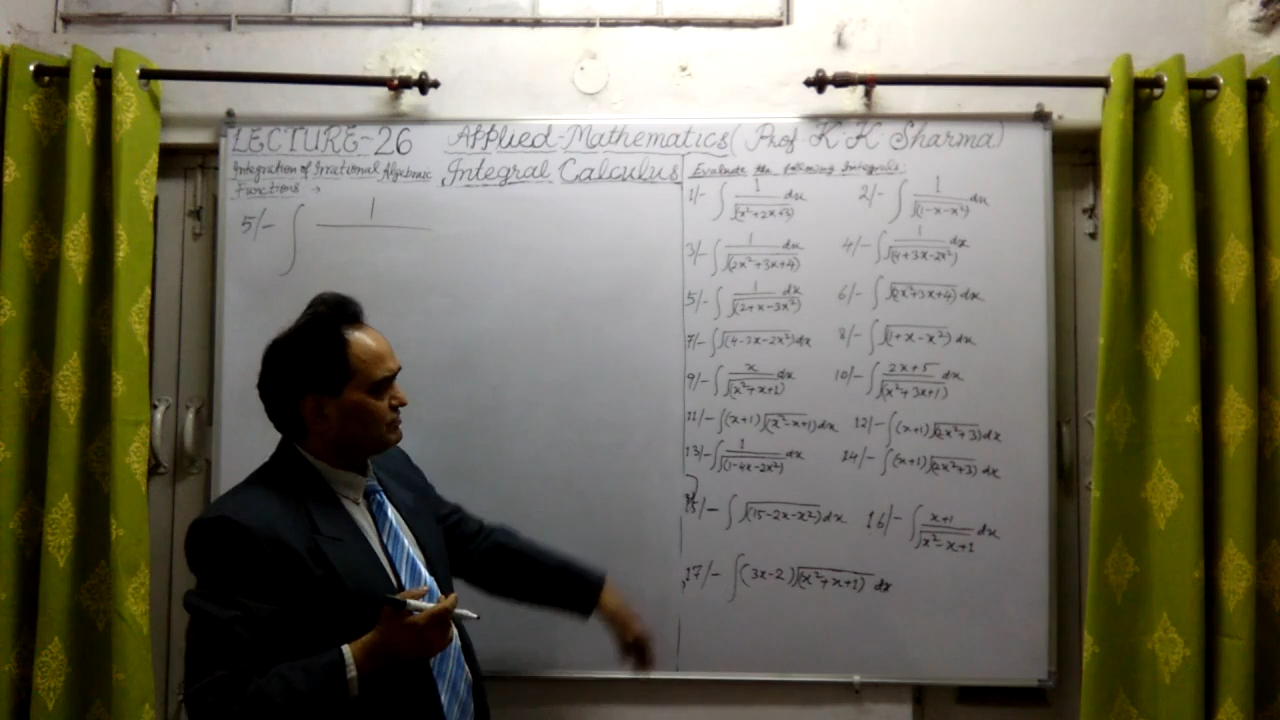 LECTURE-26 Applied-Mathematics( Prof. K. K. Sharma)
Integration of Irrational Algebraic
Functions →
Integral Calculus
5/- ∫ 1
Evaluate the following Integrals:
1/- ∫ 1/√(x²+2x+3) dx 2/- ∫ 1/√(1-x-x²) dx
3/- ∫ 1/√(2x²+3x+4) dx 4/- ∫ 1/√(4+3x-2x²) dx
5/- ∫ 1/√(2+x-3x²) dx 6/- ∫ √(2x²+3x+4) dx
7/- ∫ √(4-3x-2x²) dx 8/- ∫ √(1+x-x²) dx
9/- ∫ x/√(x²+x+1) dx 10/- ∫ 2x+5/√(x²+3x+1) dx
11/- ∫ (x+1)√(x²-x+1) dx 12/- ∫ (x+1)√(2x²+3) dx
13/- ∫ 1/√(1-4x-2x²) dx 14/- ∫ (x+1)√(2x²+3) dx
15/- ∫ √(15-2x-x²) dx 16/- ∫ x+1/√x²-x+1 dx
17/- ∫ (3x-2)√(x²+x+1) dx